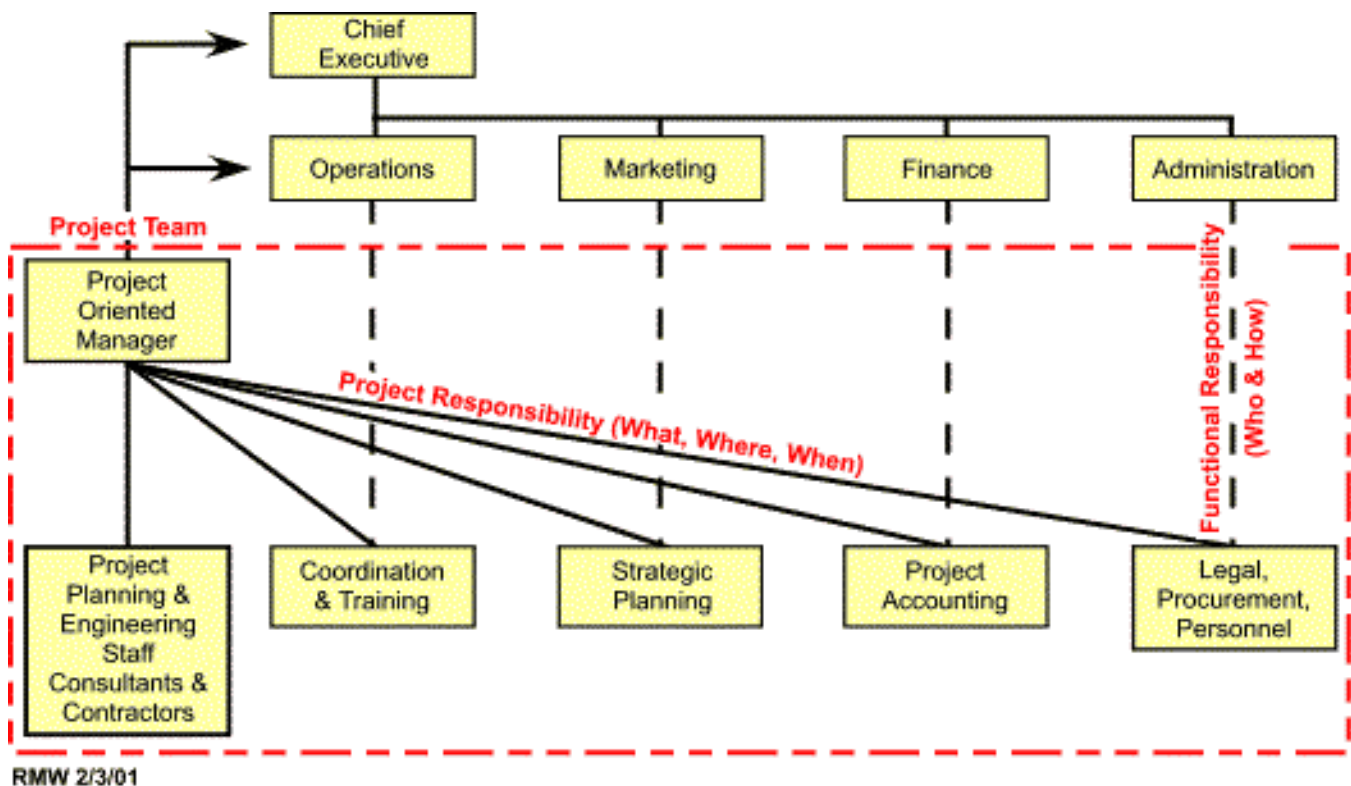 Chief
Executive
Operations
Marketing
Finance
Administration
Project Team
Project
Oriented
Manager
Project Responsibility (What, Where, When)
Functional Responsibility
(Who & How)
Project
Planning &
Engineering
Staff
Consultants &
Contractors
Coordination
& Training
Strategic
Planning
Project
Accounting
Legal,
Procurement,
Personnel
RMW 2/3/01